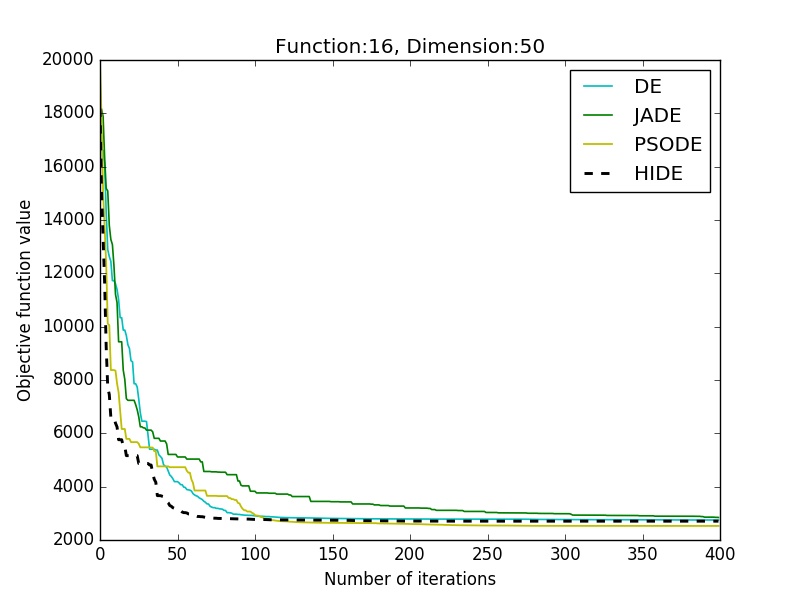 Function:16, Dimension:50
20000
18000
16000
14000
12000
10000
8000
6000
4000
2000
Objective function value
DE
JADE
PSODE
HIDE
0 50 100 150 200 250 300 350 400
Number of iterations